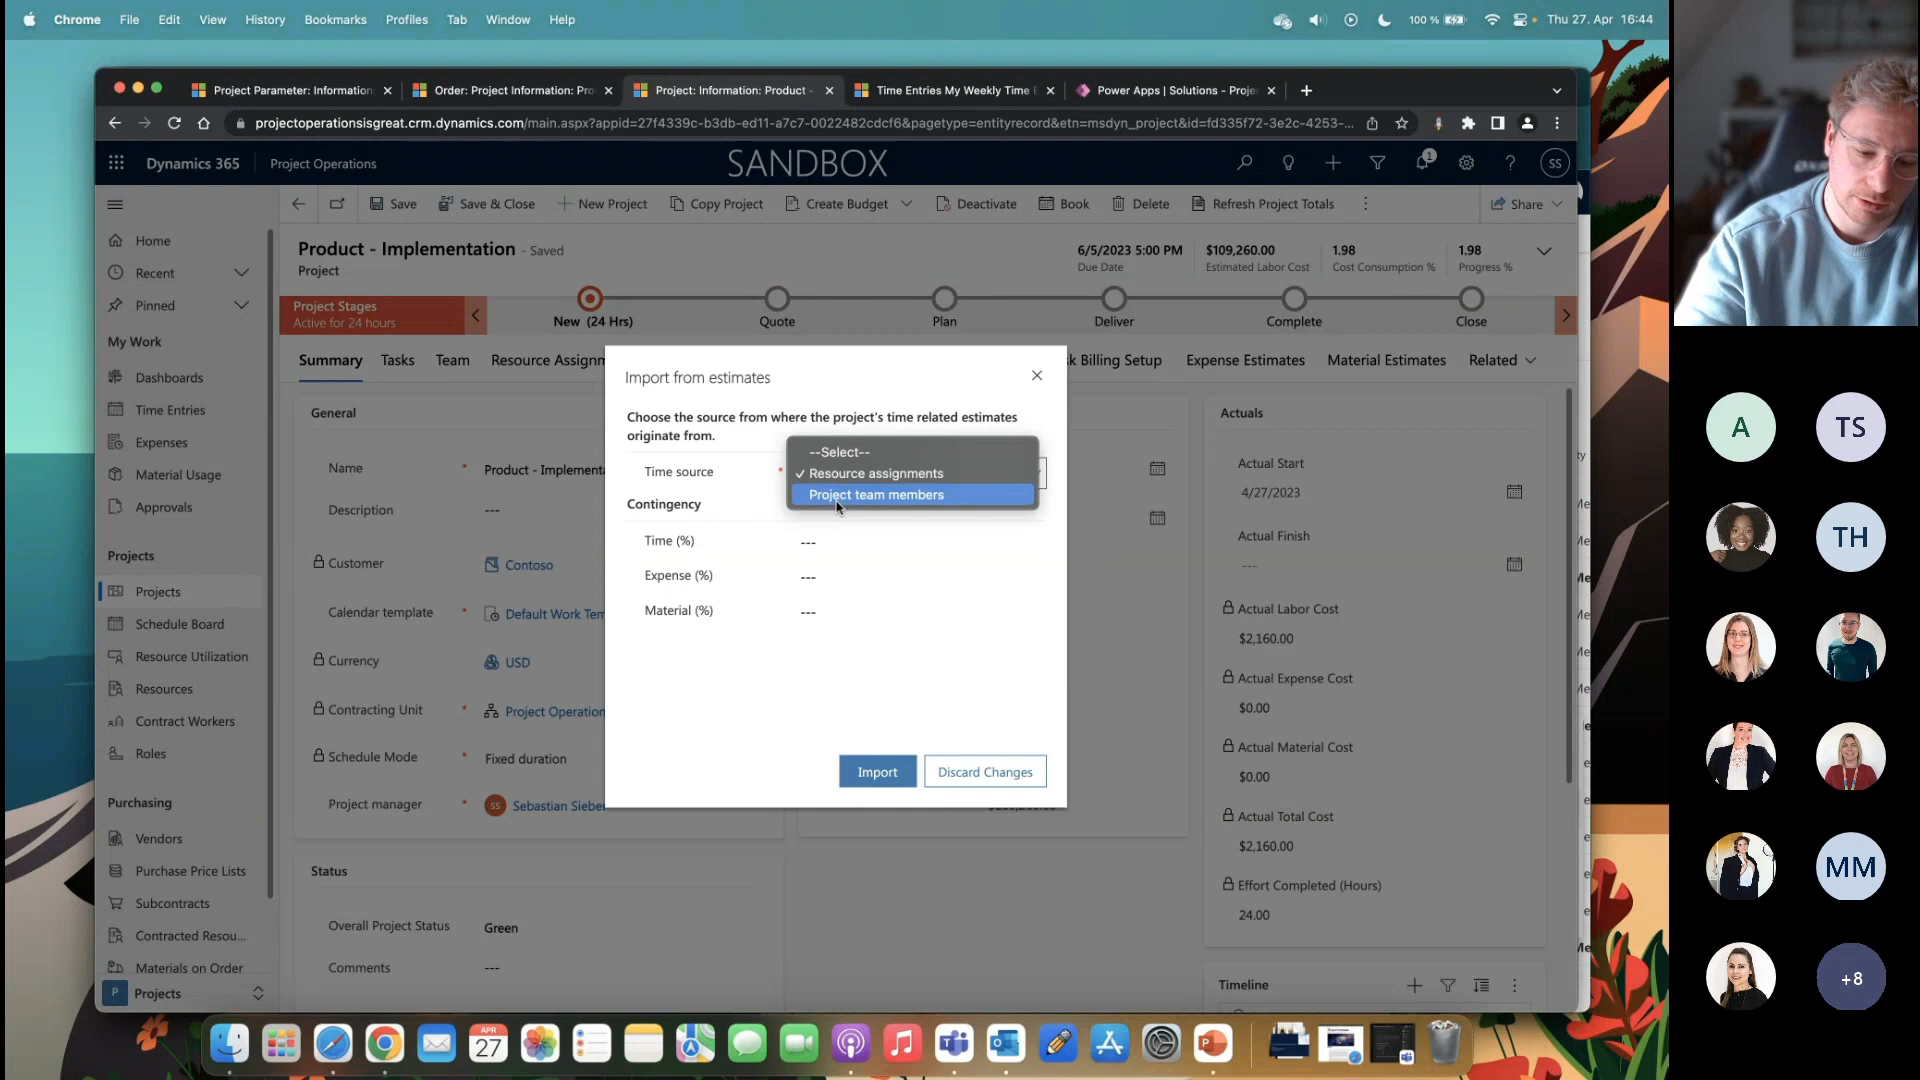 Chrome File Edit View History Bookmarks Profiles Tab Window Help
100 % Thu 27. Apr 16:44
Project Parameter: Information:
Order: Project Information: Pro
Project: Information: Product -
Time Entries My Weekly Time E
Power Apps | Solutions - Proje
projectoperationsisgreat.crm.dynamics.com/main.aspx?appid=27f4339c-b3db-ed11-a7c7-0022482cdcf6&pagetype=entityrecord&etn=msdyn_project&id=fd335f72-3e2c-4253-...
Dynamics 365 Project Operations SANDBOX 1 ? SS
Save Save & Close New Project Copy Project Create Budget Deactivate Book Delete Refresh Project Totals Share
Home
Recent
Pinned
My Work
Dashboards
Time Entries
Expenses
Material Usage
Approvals
Projects
Projects
Schedule Board
Resource Utilization
Resources
Contract Workers
Roles
Purchasing
Vendors
Purchase Price Lists
Subcontracts
Contracted Resou...
Materials on Order
P Projects
Product - Implementation - Saved
Project
6/5/2023 5:00 PM
Due Date
$109,260.00
Estimated Labor Cost
1.98
Cost Consumption %
1.98
Progress %
Project Stages
Active for 24 hours
New (24 Hrs) Quote Plan Deliver Complete Close
Summary Tasks Team Resource Assignm
sk Billing Setup Expense Estimates Material Estimates Related
General
Name * Product - Implementa
Description ---
Customer Contoso
Calendar template * Default Work Tem
Currency USD
Contracting Unit * Project Operation
Schedule Mode * Fixed duration
Project manager * SS Sebastian Sieber
Status
Overall Project Status Green
Comments ---
Import from estimates
Choose the source from where the project's time related estimates
originate from.
Time source *
--Select--
✓ Resource assignments
Project team members
Contingency
Time (%) ---
Expense (%) ---
Material (%) ---
Import Discard Changes
Actuals
Actual Start
4/27/2023
Actual Finish
---
Actual Labor Cost
$2,160.00
Actual Expense Cost
$0.00
Actual Material Cost
$0.00
Actual Total Cost
$2,160.00
Effort Completed (Hours)
24.00
Timeline
APR
27
A TS
TH
MM
+8